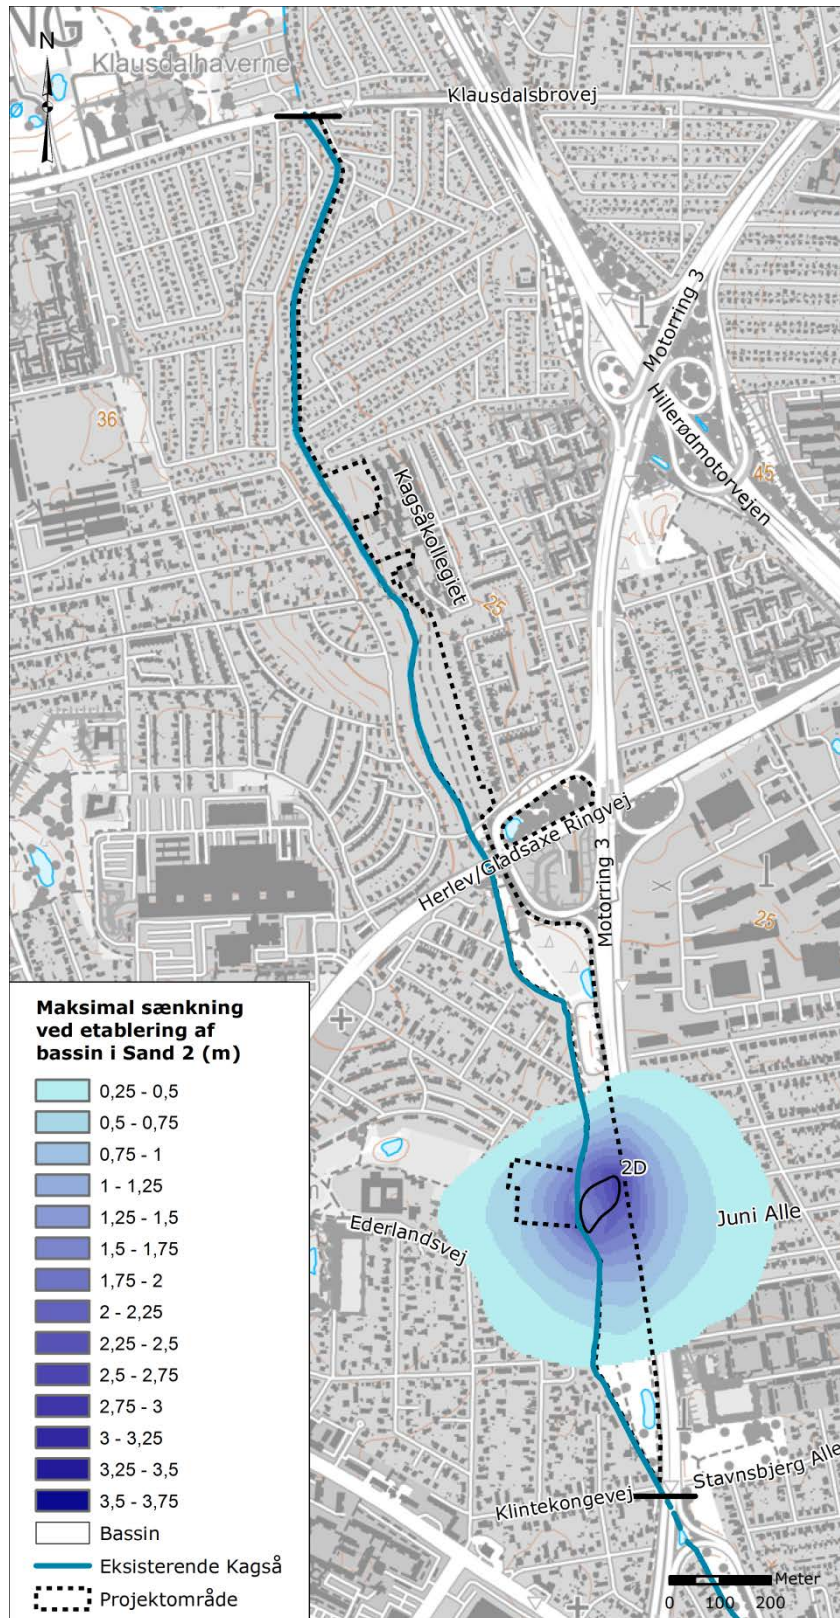 NG
N
Klausdalhaverne
Klausdalsbrovej
Motorring 3
Hillerødmotorvejen
36
45
Kagsåkollegiet
25
Herlev/Gladsaxe Ringvej
Motorring 3
25
2D
Juni Alle
Ederlandsvej
Stavnsbjerg Alle
Klintekongevej
Maksimal sænkning
ved etablering af
bassin i Sand 2 (m)
0,25 - 0,5
0,5 - 0,75
0,75 - 1
1 - 1,25
1,25 - 1,5
1,5 - 1,75
1,75 - 2
2 - 2,25
2,25 - 2,5
2,5 - 2,75
2,75 - 3
3 - 3,25
3,25 - 3,5
3,5 - 3,75
Bassin
Eksisterende Kagså
Projektområde
Meter
0 100 200